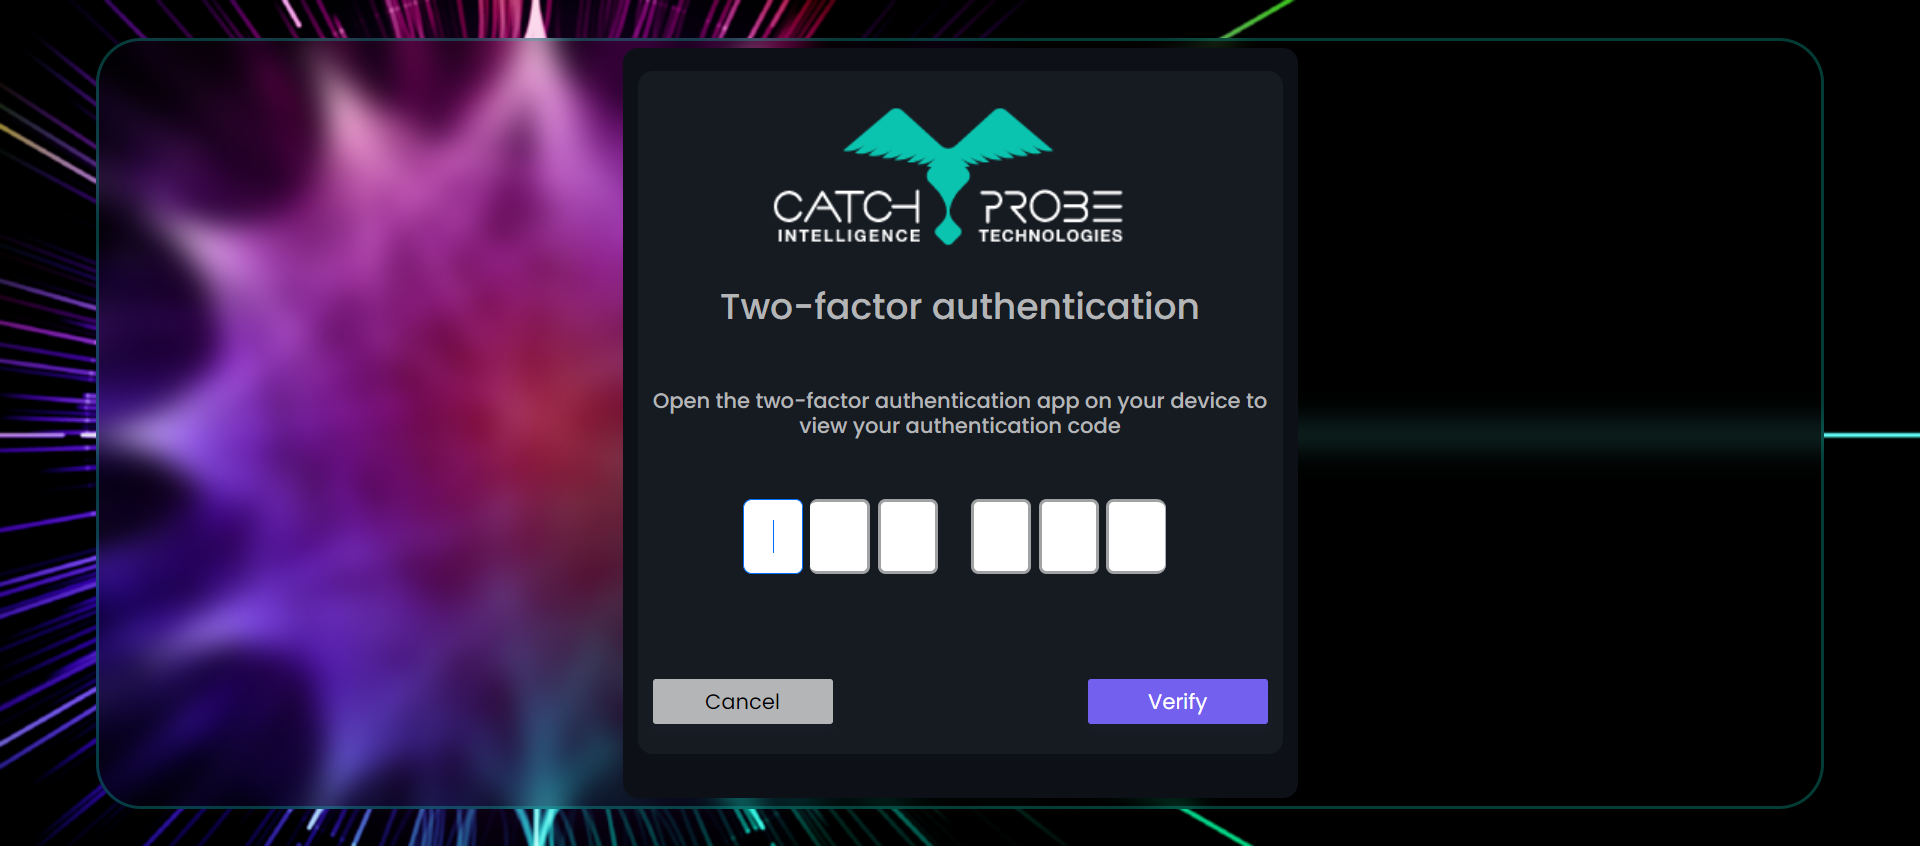 CATCH PROBE
INTELLIGENCE TECHNOLOGIES
Two-factor authentication
Open the two-factor authentication app on your device to
view your authentication code
Cancel Verify